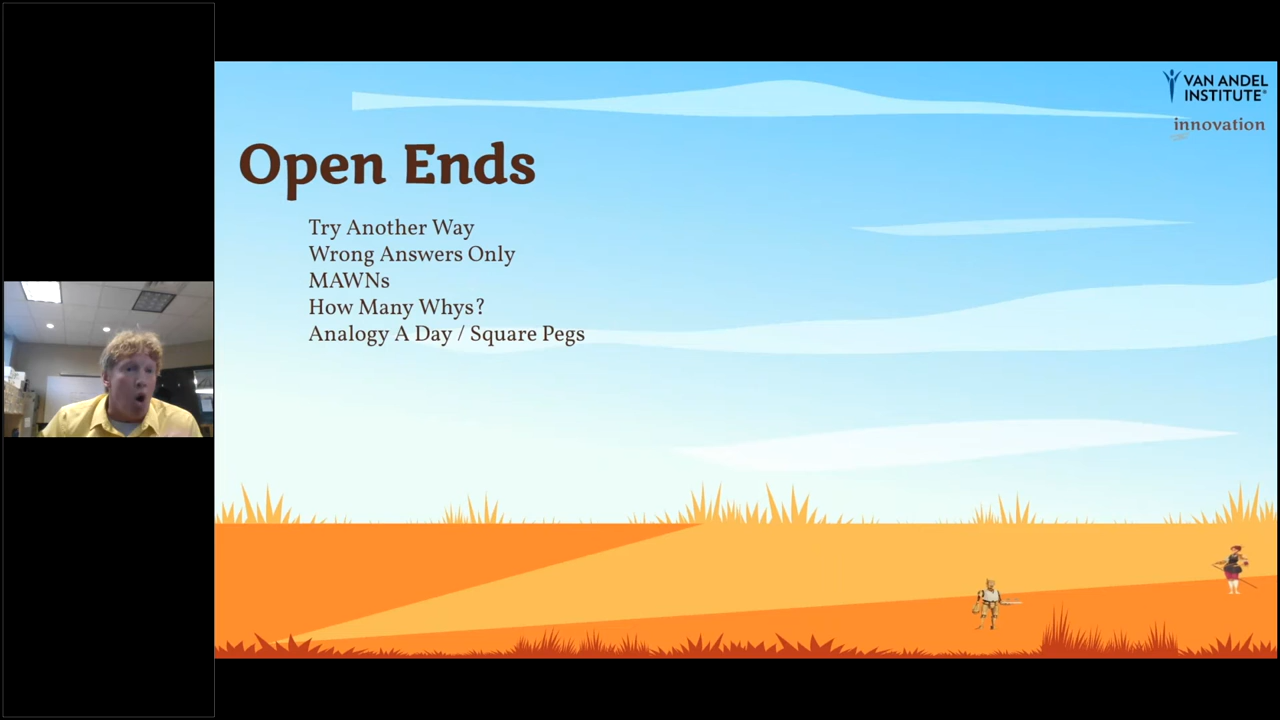 VAN ANDEL
INSTITUTE®
innovation
Open Ends
Try Another Way
Wrong Answers Only
MAWNs
How Many Whys?
Analogy A Day / Square Pegs